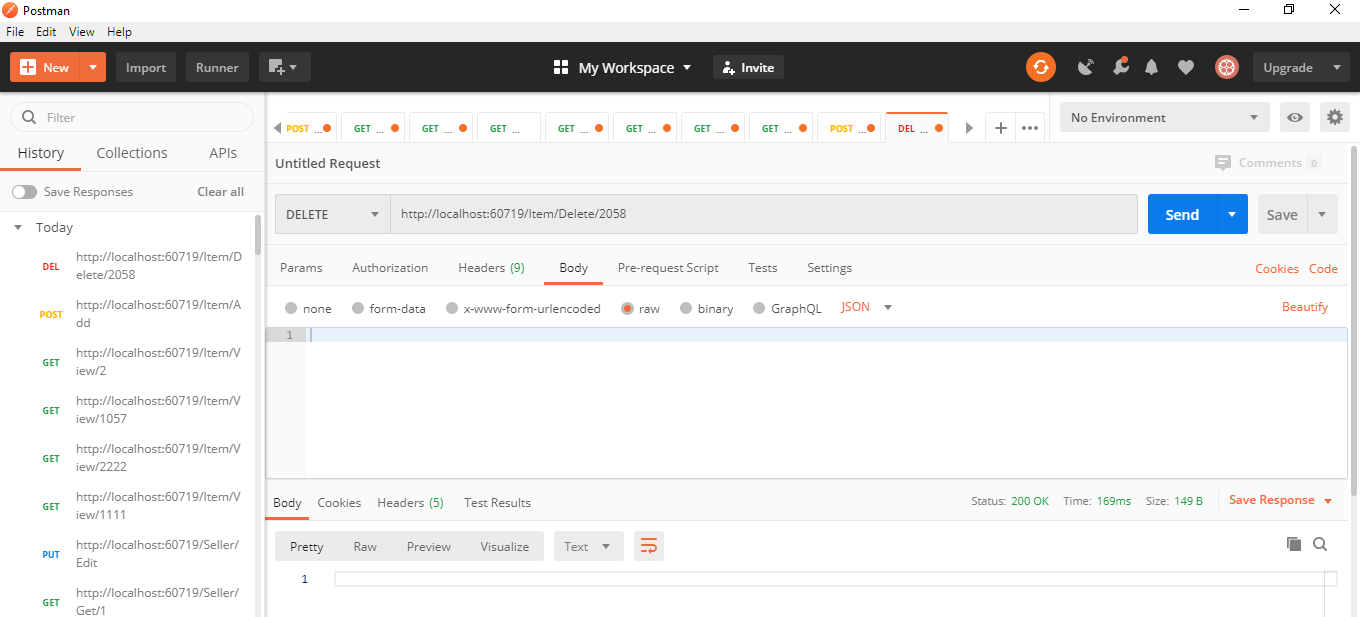 Postman
File Edit View Help
New Import Runner My Workspace Invite Upgrade
Filter
History Collections APIs
Save Responses Clear all
Today
DEL http://localhost:60719/Item/D
elete/2058
POST http://localhost:60719/Item/A
dd
GET http://localhost:60719/Item/V
iew/2
GET http://localhost:60719/Item/V
iew/1057
GET http://localhost:60719/Item/V
iew/2222
GET http://localhost:60719/Item/V
iew/1111
PUT http://localhost:60719/Seller/
Edit
GET http://localhost:60719/Seller/
Get/1
POST ... GET ... GET ... GET ... GET ... GET ... GET ... GET ... POST ... DEL ...
No Environment
Untitled Request Comments 0
DELETE http://localhost:60719/Item/Delete/2058 Send Save
Params Authorization Headers (9) Body Pre-request Script Tests Settings Cookies Code
none form-data x-www-form-urlencoded raw binary GraphQL JSON Beautify
1
Body Cookies Headers (5) Test Results Status: 200 OK Time: 169ms Size: 149 B Save Response
Pretty Raw Preview Visualize Text
1